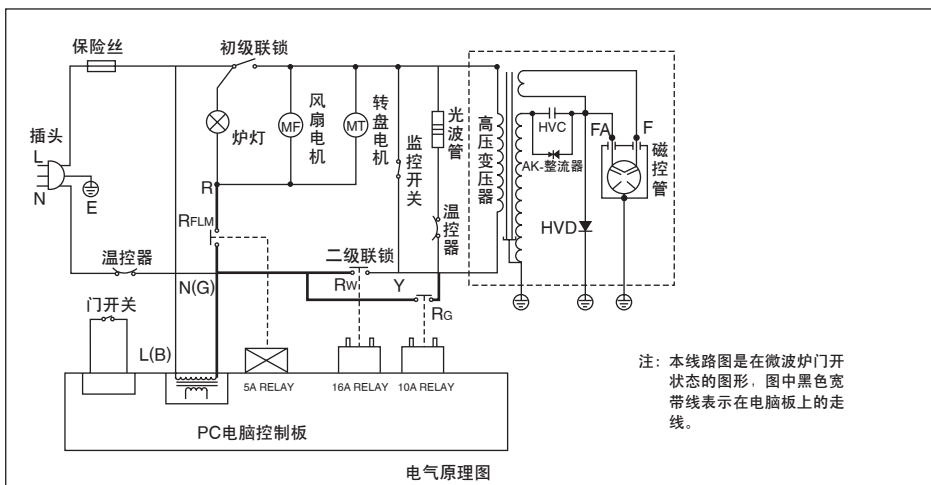 保险丝
初级联锁
插头
L
N
E
炉灯
MF
风扇电机
MT
转盘电机
监控开关
光波管
温控器
高压变压器
HVC
AK-整流器
HVD
FA
F
磁控管
R
RFLM
温控器
N(G)
二级联锁
RW
Y
RG
门开关
L(B)
5A RELAY
16A RELAY
10A RELAY
PC电脑控制板
注：本线路图是在微波炉门开
状态的图形，图中黑色宽
带线表示在电脑板上的走
线。
电气原理图